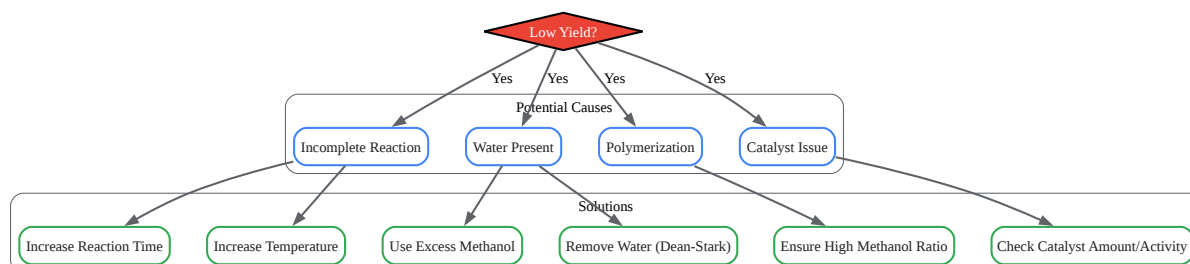 Low Yield?
Yes
Yes
Yes
Yes
Potential Causes
Incomplete Reaction
Water Present
Polymerization
Catalyst Issue
Solutions
Increase Reaction Time
Increase Temperature
Use Excess Methanol
Remove Water (Dean-Stark)
Ensure High Methanol Ratio
Check Catalyst Amount/Activity